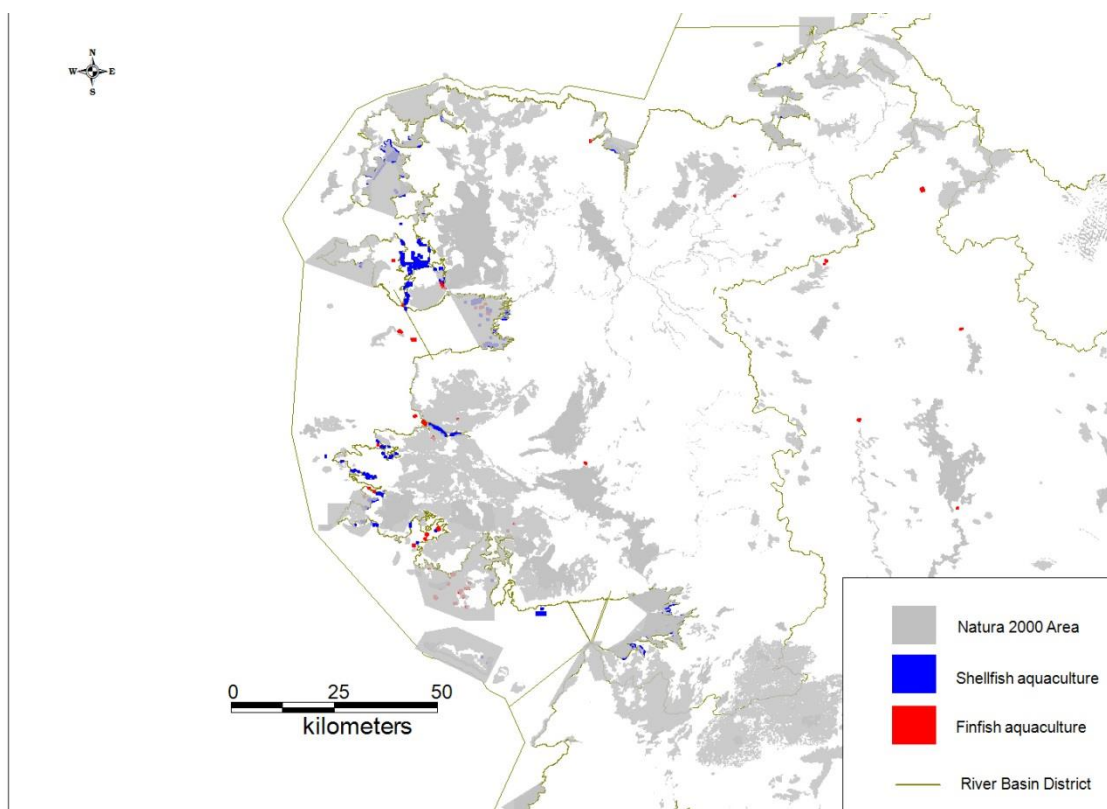 N
W E
S
0 25 50
kilometers
Natura 2000 Area
Shellfish aquaculture
Finfish aquaculture
River Basin District